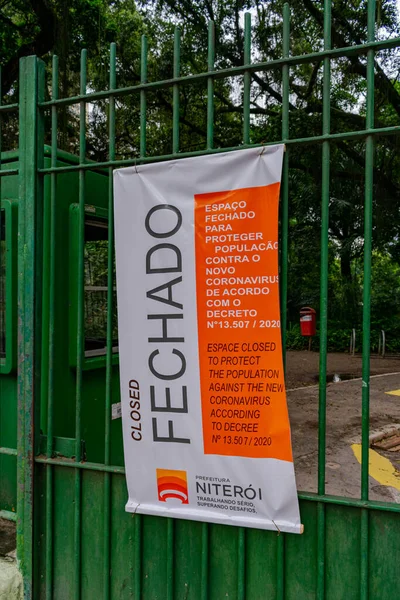 FECHADO
CLOSED
ESPAÇO
FECHADO
PARA
PROTEGER
POPULAÇÃO
CONTRA O
NOVO
CORONAVIRUS
DE ACORDO
COM O
DECRETO
N°13.507 / 2020
ESPACE CLOSED
TO PROTECT
THE POPULATION
AGAINST THE NEW
CORONAVIRUS
ACCORDING
TO DECREE
N° 13.507 / 2020
PREFEITURA
NITERÓI
TRABALHANDO SÉRIO,
SUPERANDO DESAFIOS.